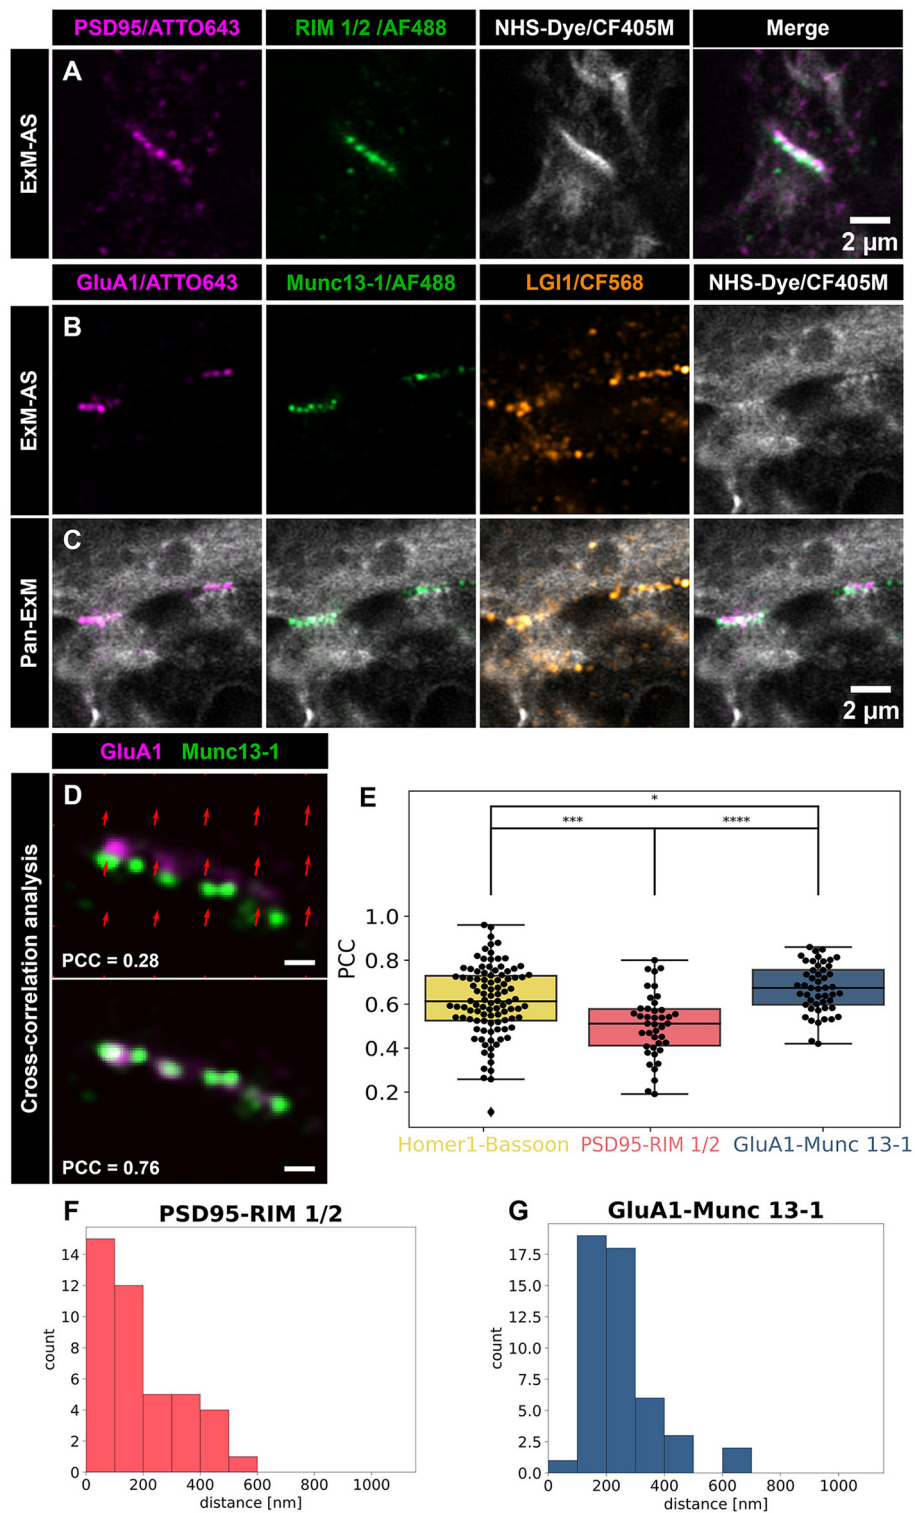 PSD95/ATTO643 RIM 1/2 /AF488 NHS-Dye/CF405M Merge
ExM-AS
A
2 µm
GluA1/ATTO643 Munc13-1/AF488 LGI1/CF568 NHS-Dye/CF405M
ExM-AS
B
Pan-ExM
C
2 µm
GluA1 Munc13-1
Cross-correlation analysis
D
PCC = 0.28
PCC = 0.76
E
*
*** ****
PCC
1.0
0.8
0.6
0.4
0.2
Homer1-Bassoon PSD95-RIM 1/2 GluA1-Munc 13-1
F
PSD95-RIM 1/2
count
14
12
10
8
6
4
2
0
0 200 400 600 800 1000
distance [nm]
G
GluA1-Munc 13-1
count
17.5
15.0
12.5
10.0
7.5
5.0
2.5
0.0
0 200 400 600 800 1000
distance [nm]